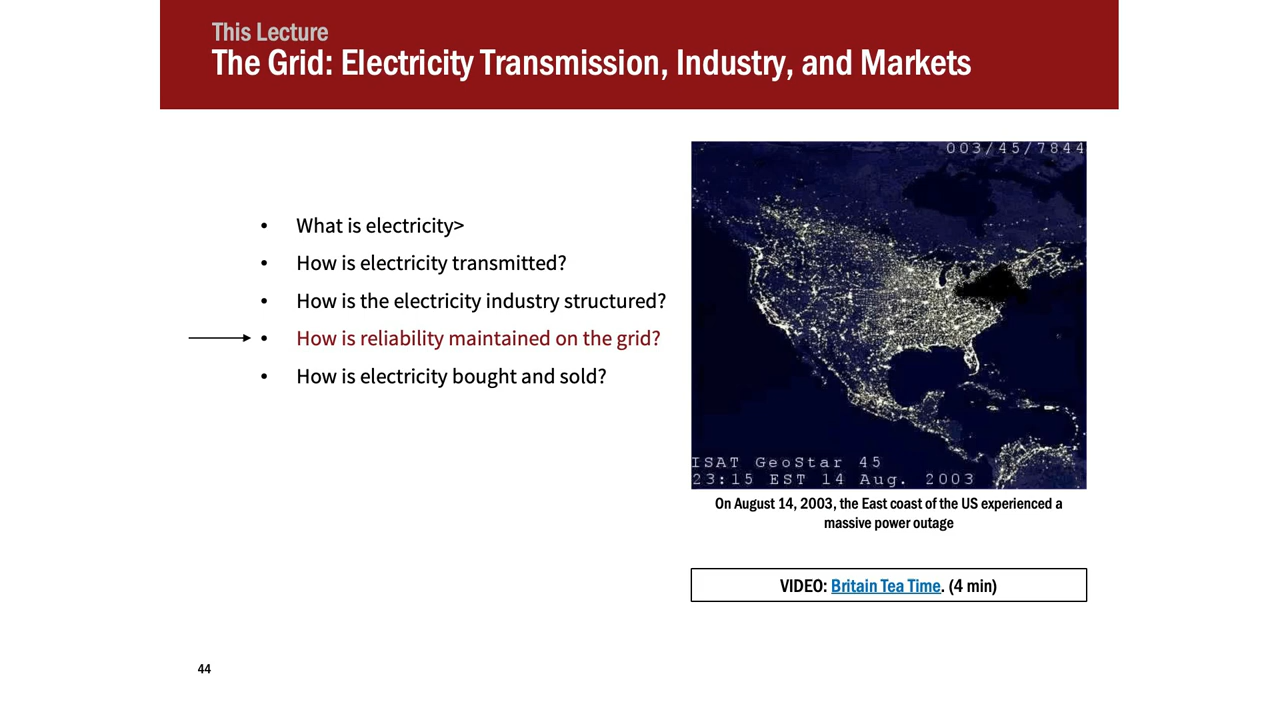 This Lecture
The Grid: Electricity Transmission, Industry, and Markets
• What is electricity>
• How is electricity transmitted?
• How is the electricity industry structured?
• How is reliability maintained on the grid?
• How is electricity bought and sold?
003/45/7844
ISAT GeoStar 45
23:15 EST 14 Aug. 2003
On August 14, 2003, the East coast of the US experienced a
massive power outage
VIDEO: Britain Tea Time. (4 min)
44